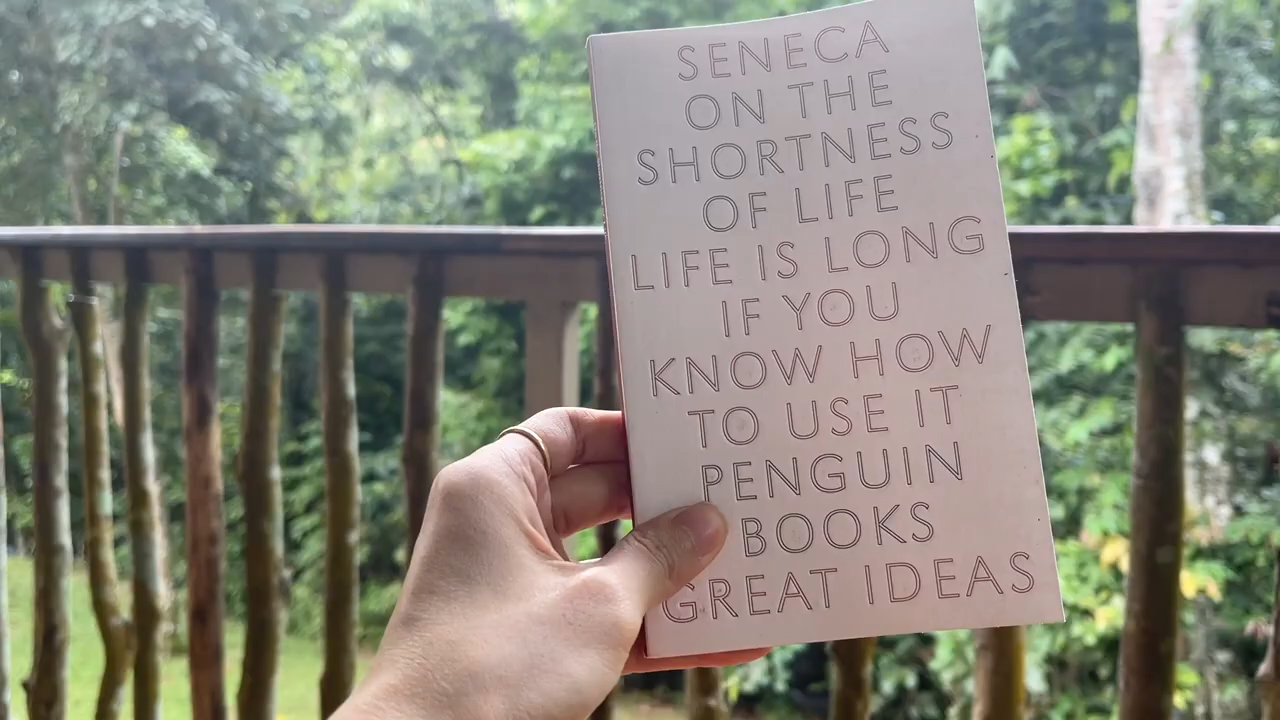 SENECA
ON THE
SHORTNESS
OF LIFE
LIFE IS LONG
IF YOU
KNOW HOW
TO USE IT
PENGUIN
BOOKS
GREAT IDEAS